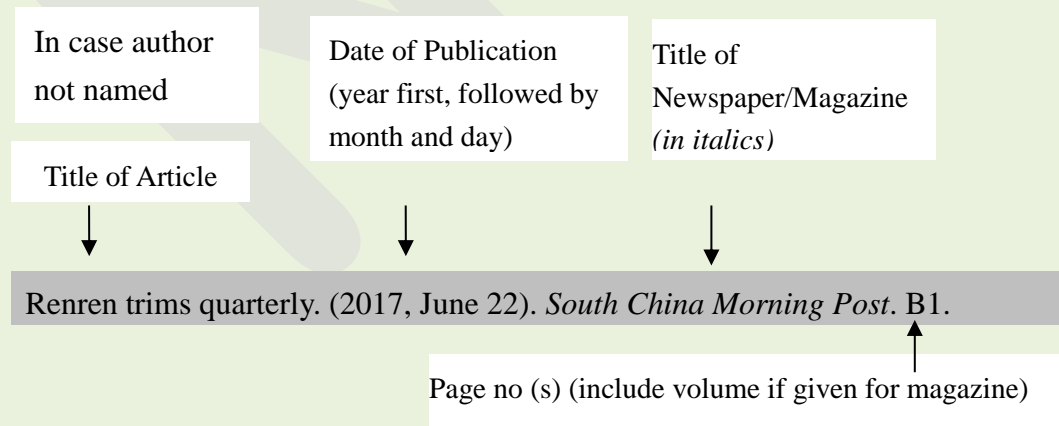 In case author
not named
Title of Article
Date of Publication
(year first, followed by
month and day)
Title of
Newspaper/Magazine
(in italics)
Renren trims quarterly. (2017, June 22). South China Morning Post. B1.
Page no (s) (include volume if given for magazine)